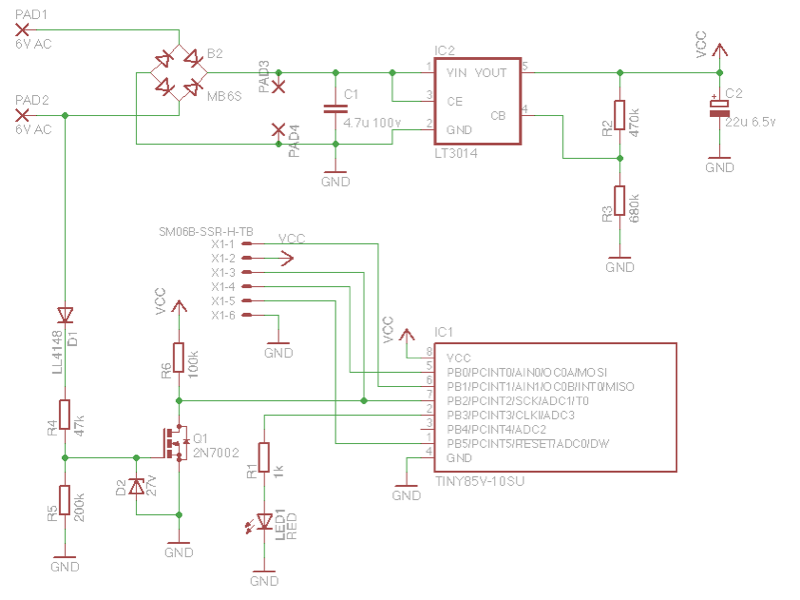 PAD1
6V AC
PAD2
6V AC
B2
MB6S
PAD3
PAD4
C1
4.7u 100v
IC2
1
3
2
VIN VOUT
CE
CB
GND
5
4
LT3014
GND
R2
470k
R3
680k
GND
VCC
+
C2
22u 6.5v
GND
SM06B-SSR-H-TB
X1-1
X1-2
X1-3
X1-4
X1-5
X1-6
VCC
GND
LL4148
D1
R4
47k
R5
200k
GND
VCC
R6
100k
Q1
2N7002
D2
27V
GND
R1
1k
LED1
RED
GND
VCC
IC1
8 VCC
5 PB0/PCINT0/AIN0/OC0A/MOSI
6 PB1/PCINT1/AIN1/OC0B/INT0/MISO
7 PB2/PCINT2/SCK/ADC1/T0
2 PB3/PCINT3/CLKI/ADC3
3 PB4/PCINT4/ADC2
1 PB5/PCINT5/RESET/ADC0/DW
4 GND
TINY85V-10SU
GND